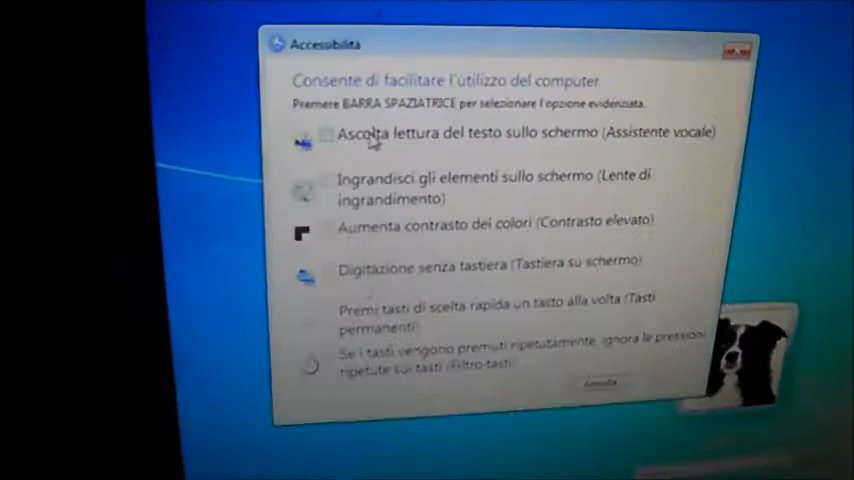 Accessibilità
Consente di facilitare l'utilizzo del computer
Premere BARRA SPAZIATRICE per selezionare l'opzione evidenziata.
Ascolta lettura del testo sullo schermo (Assistente vocale)
Ingrandisci gli elementi sullo schermo (Lente di
ingrandimento)
Aumenta contrasto dei colori (Contrasto elevato)
Digitazione senza tastiera (Tastiera su schermo)
Premi tasti di scelta rapida un tasto alla volta (Tasti
permanenti)
Se i tasti vengono premuti ripetutamente, ignora le pressioni
ripetute sui tasti (Filtro tasti)
Annulla